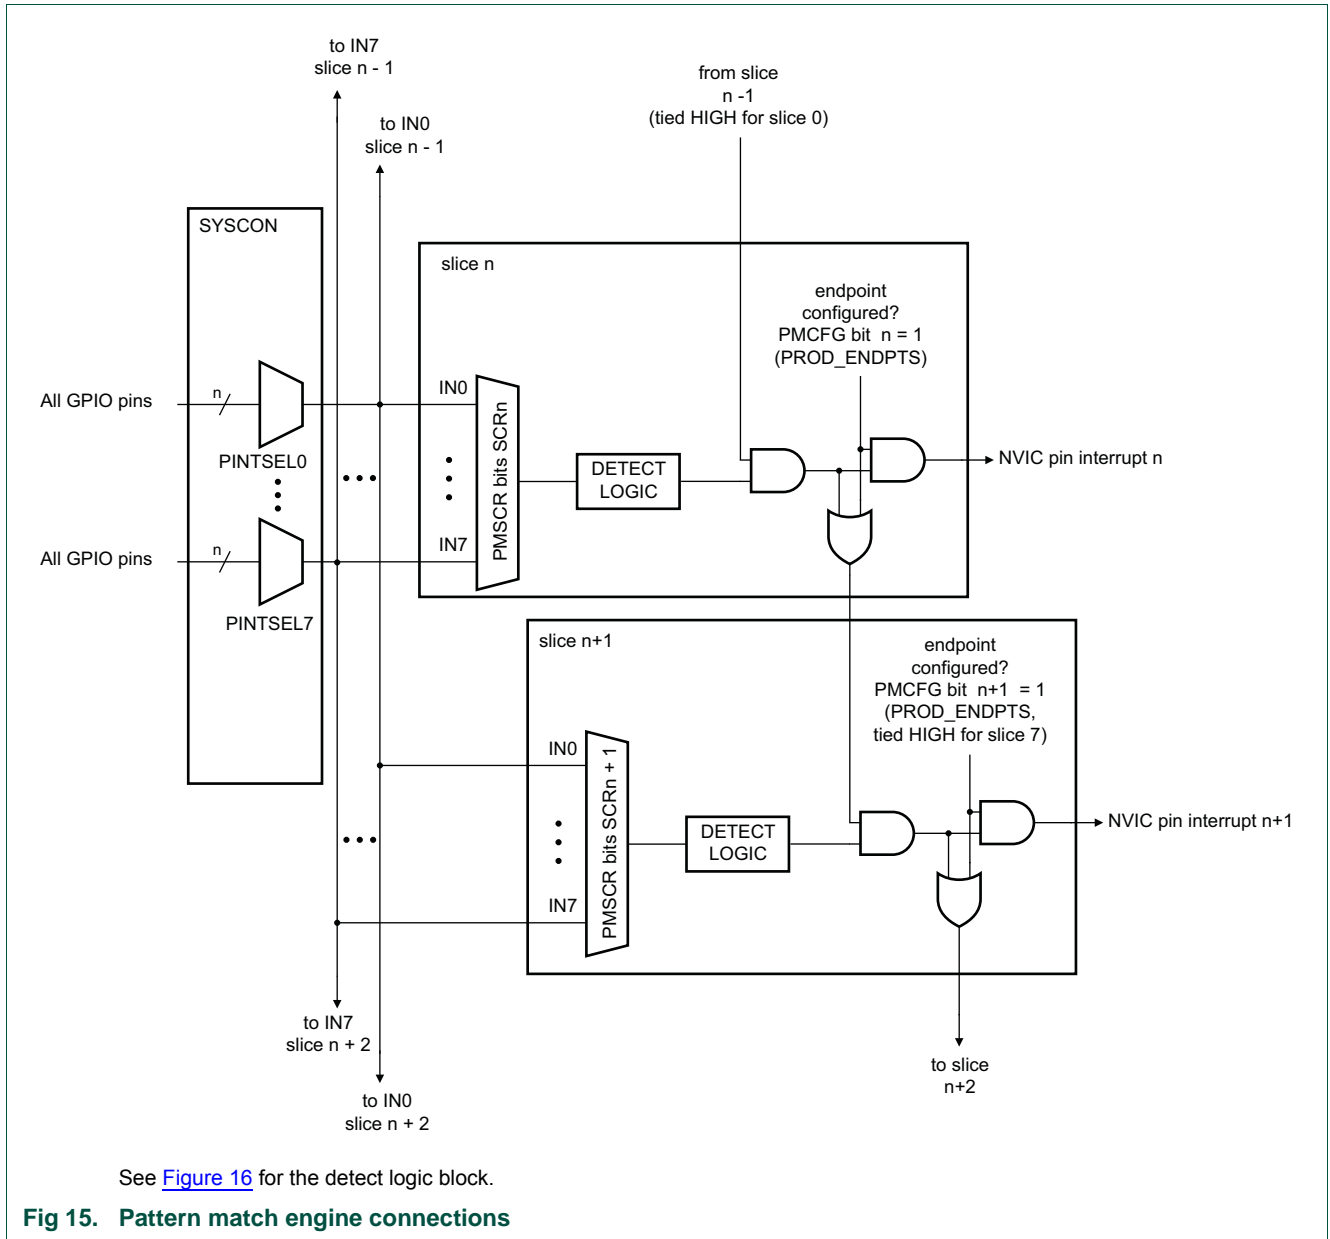 to IN7
slice n - 1
to IN0
slice n - 1
from slice
n -1
(tied HIGH for slice 0)
SYSCON
slice n
endpoint
configured?
PMCFG bit n = 1
(PROD_ENDPTS)
All GPIO pins
n
PINTSEL0
IN0
PMSCR bits SCRn
DETECT
LOGIC
NVIC pin interrupt n
All GPIO pins
n
PINTSEL7
IN7
slice n+1
endpoint
configured?
PMCFG bit n+1 = 1
(PROD_ENDPTS,
tied HIGH for slice 7)
IN0
PMSCR bits SCRn + 1
DETECT
LOGIC
NVIC pin interrupt n+1
IN7
to IN7
slice n + 2
to IN0
slice n + 2
to slice
n+2
See Figure 16 for the detect logic block.
Fig 15. Pattern match engine connections